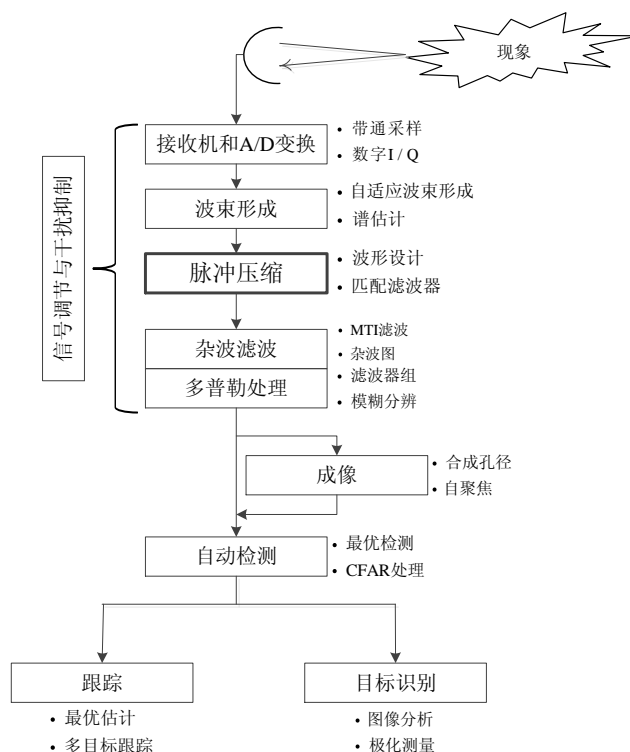 现象
接收机和A/D变换
• 带通采样
• 数字I / Q
信号调节与干扰抑制
波束形成
• 自适应波束形成
• 谱估计
脉冲压缩
• 波形设计
• 匹配滤波器
杂波滤波
• MTI滤波
• 杂波图
多普勒处理
• 滤波器组
• 模糊分辨
成像
• 合成孔径
• 自聚焦
自动检测
• 最优检测
• CFAR处理
跟踪
• 最优估计
• 多目标跟踪
目标识别
• 图像分析
• 极化测量